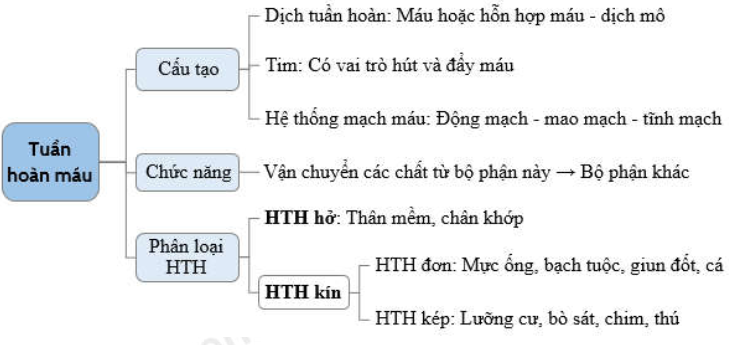 Dịch tuần hoàn: Máu hoặc hỗn hợp máu - dịch mô
Cấu tạo
Tim: Có vai trò hút và đẩy máu
Hệ thống mạch máu: Động mạch - mao mạch - tĩnh mạch
Tuần
hoàn máu
Chức năng
Vận chuyển các chất từ bộ phận này → Bộ phận khác
Phân loại
HTH
HTH hở: Thân mềm, chân khớp
HTH kín
HTH đơn: Mực ống, bạch tuộc, giun đốt, cá
HTH kép: Lưỡng cư, bò sát, chim, thú